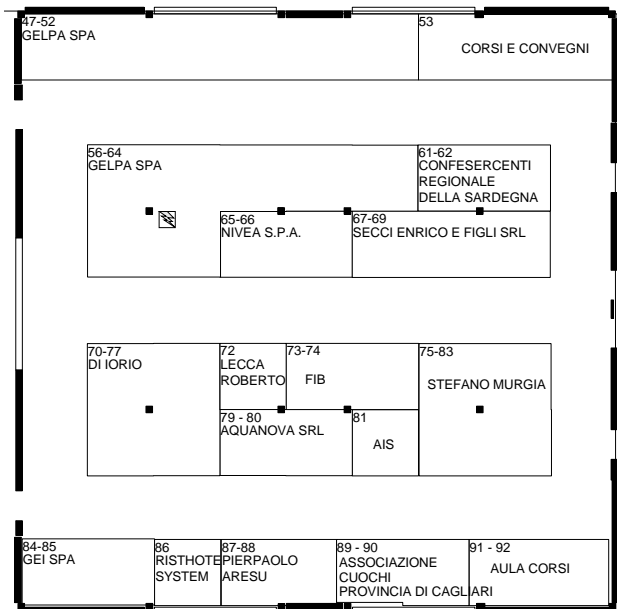 47-52
GELPA SPA
53
CORSI E CONVEGNI
56-64
GELPA SPA
61-62
CONFESERCENTI
REGIONALE
DELLA SARDEGNA
65-66
NIVEA S.P.A.
67-69
SECCI ENRICO E FIGLI SRL
70-77
DI IORIO
72
LECCA
ROBERTO
73-74
FIB
75-83
STEFANO MURGIA
79 - 80
AQUANOVA SRL
81
AIS
84-85
GEI SPA
86
RISTHOTE
SYSTEM
87-88
PIERPAOLO
ARESU
89 - 90
ASSOCIAZIONE
CUOCHI
PROVINCIA DI CAGLIARI
91 - 92
AULA CORSI